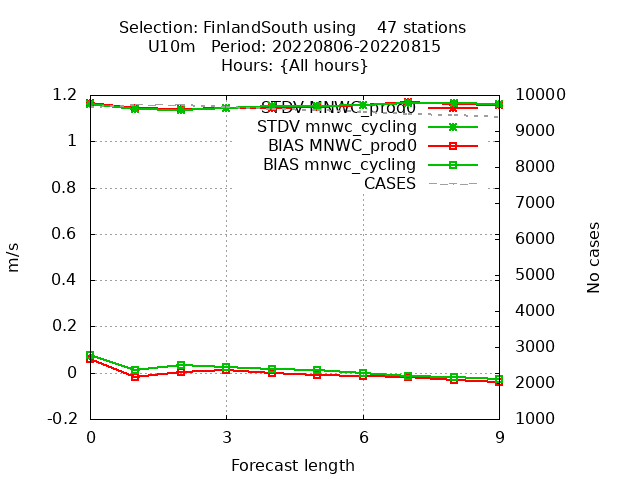 Selection: FinlandSouth using    47 stations
U10m   Period: 20220806-20220815
Hours: {All hours}
1.2
1
0.8
0.6
0.4
0.2
0
-0.2
m/s
STDV MNWC_prod0
STDV mnwc_cycling
BIAS MNWC_prod0
BIAS mnwc_cycling
CASES
10000
9000
8000
7000
6000
5000
4000
3000
2000
1000
No cases
0
3
6
9
Forecast length